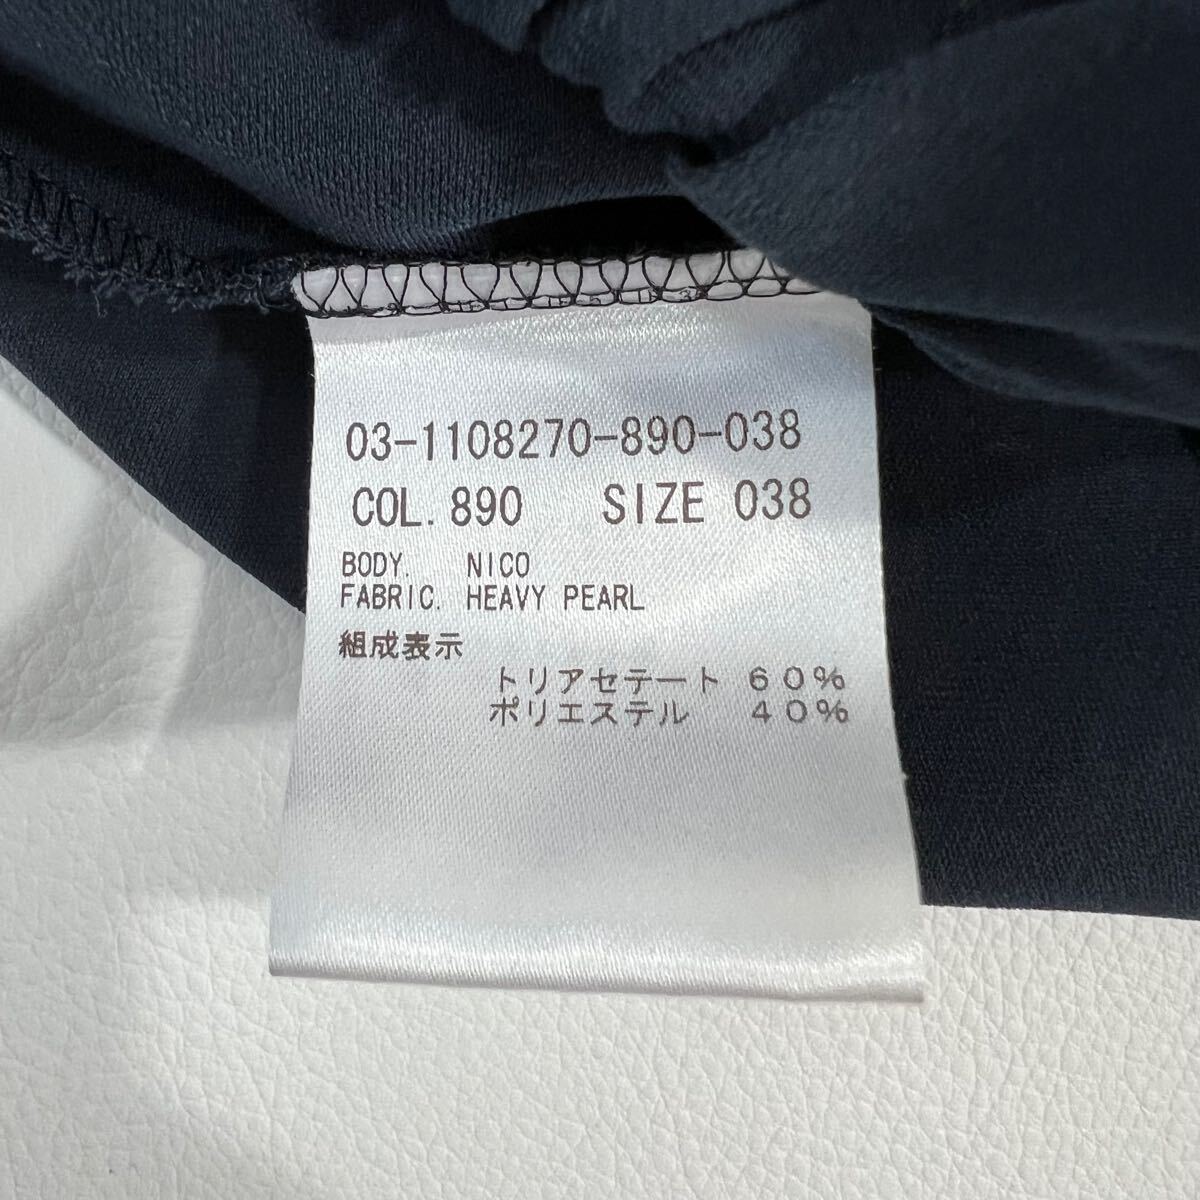 03-1108270-890-038
COL. 890 SIZE 038
BODY. NICO
FABRIC. HEAVY PEARL
組成表示
トリアセテート 60%
ポリエステル 40%